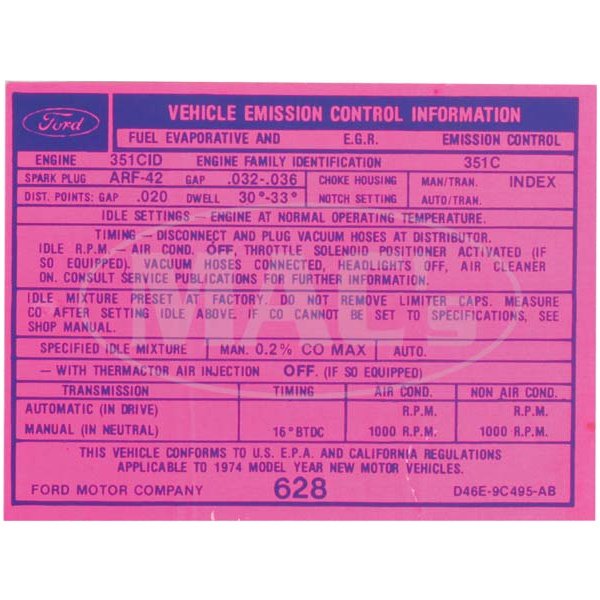 Ford
VEHICLE EMISSION CONTROL INFORMATION
FUEL EVAPORATIVE AND E.G.R. EMISSION CONTROL
ENGINE 351CID ENGINE FAMILY IDENTIFICATION 351C
SPARK PLUG ARF-42 GAP .032-.036 CHOKE HOUSING MAN/TRAN. INDEX
DIST. POINTS: GAP .020 DWELL 30°-33° NOTCH SETTING AUTO/TRAN.
IDLE SETTINGS - ENGINE AT NORMAL OPERATING TEMPERATURE.
TIMING - DISCONNECT AND PLUG VACUUM HOSES AT DISTRIBUTOR.
IDLE R.P.M. - AIR COND. OFF, THROTTLE SOLENOID POSITIONER ACTIVATED (IF
SO EQUIPPED). VACUUM HOSES CONNECTED, HEADLIGHTS OFF, AIR CLEANER
ON. CONSULT SERVICE PUBLICATIONS FOR FURTHER INFORMATION.
IDLE MIXTURE PRESET AT FACTORY. DO NOT REMOVE LIMITER CAPS. MEASURE
CO AFTER SETTING IDLE ABOVE. IF CO CANNOT BE SET TO SPECIFICATIONS, SEE
SHOP MANUAL.
MAC's
SPECIFIED IDLE MIXTURE MAN. 0.2% CO MAX AUTO.
- WITH THERMACTOR AIR INJECTION OFF. (IF SO EQUIPPED)
TRANSMISSION TIMING AIR COND. NON AIR COND.
AUTOMATIC (IN DRIVE) R.P.M. R.P.M.
MANUAL (IN NEUTRAL) 16° BTDC 1000 R.P.M. 1000 R.P.M.
THIS VEHICLE CONFORMS TO U.S. E.P.A. AND CALIFORNIA REGULATIONS
APPLICABLE TO 1974 MODEL YEAR NEW MOTOR VEHICLES.
FORD MOTOR COMPANY 628 D46E-9C495-AB